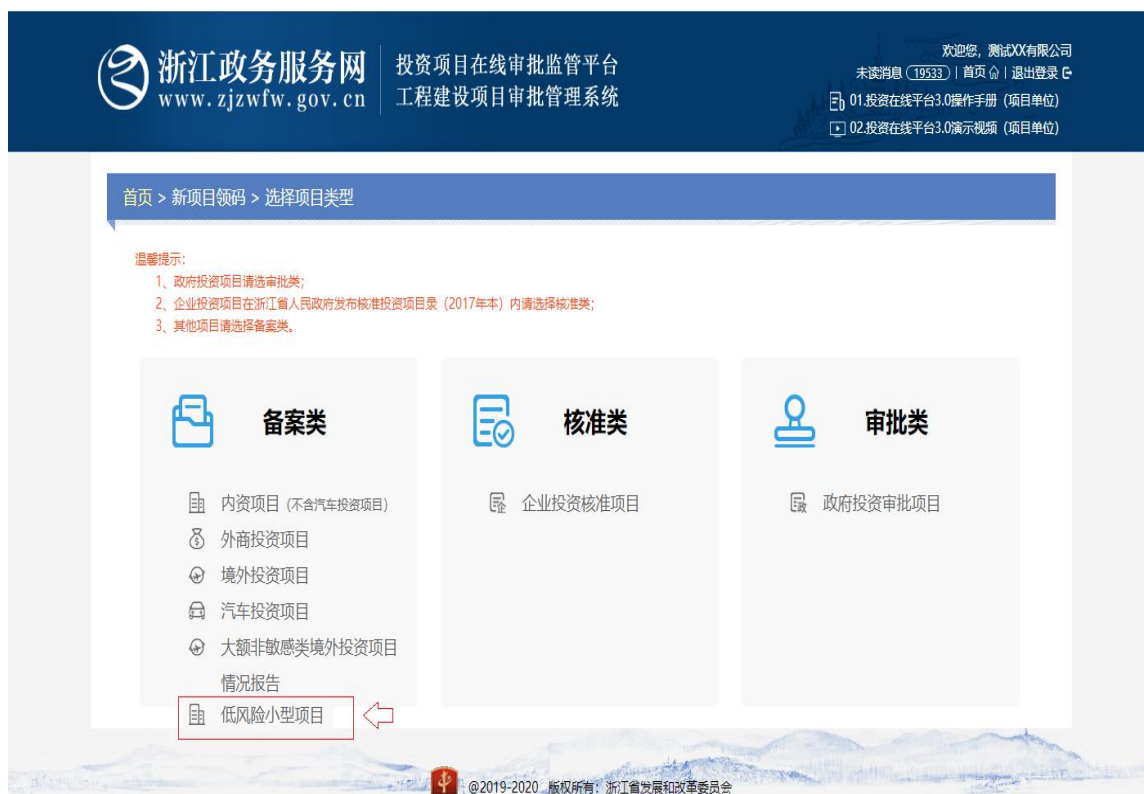 浙江政务服务网
www.zjzwfw.gov.cn
投资项目在线审批监管平台
工程建设项目审批管理系统
欢迎您，测试XX有限公司
未读消息 19533 | 首页 | 退出登录
01.投资在线平台3.0操作手册（项目单位）
02.投资在线平台3.0演示视频（项目单位）
首页 > 新项目领码 > 选择项目类型
温馨提示：
1、政府投资项目请选审批类；
2、企业投资项目在浙江省人民政府发布核准投资项目录（2017年本）内请选择核准类；
3、其他项目请选择备案类。
备案类
内资项目（不含汽车投资项目）
外商投资项目
境外投资项目
汽车投资项目
大额非敏感类境外投资项目
情况报告
低风险小型项目
核准类
企业投资核准项目
审批类
政府投资审批项目
@2019-2020 版权所有：浙江省发展和改革委员会